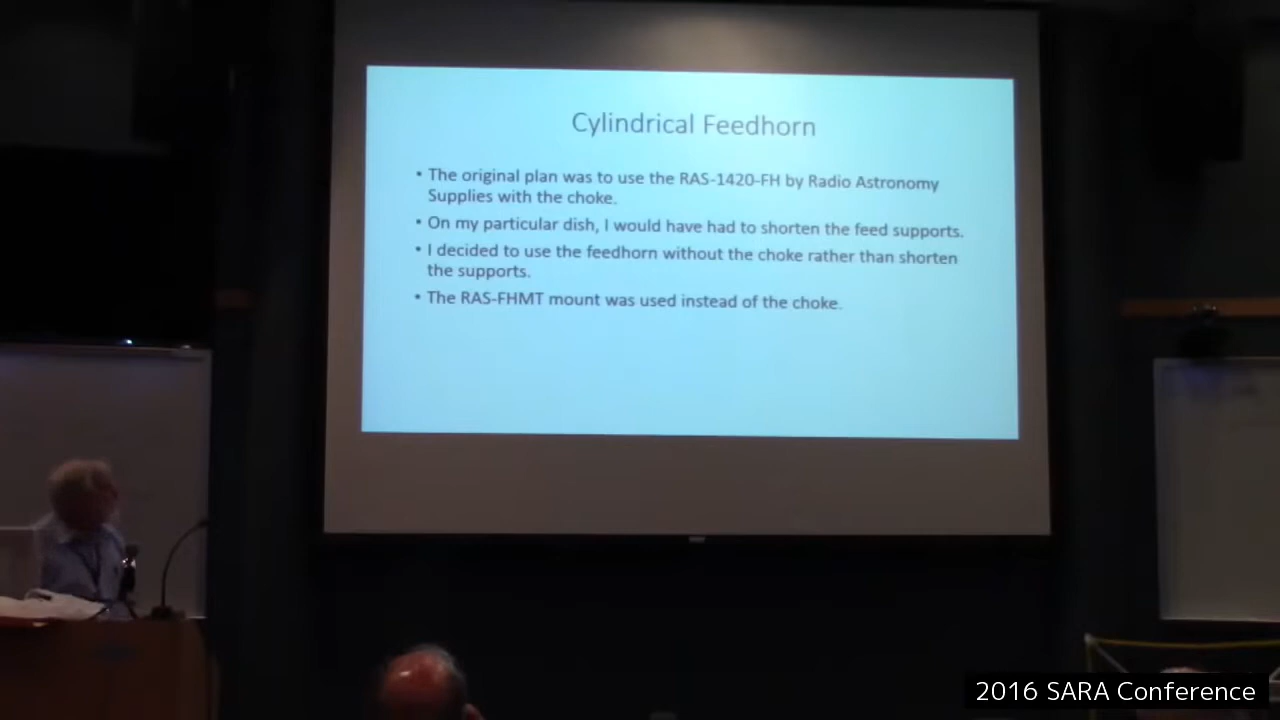 Cylindrical Feedhorn
• The original plan was to use the RAS-1420-FH by Radio Astronomy
Supplies with the choke.
• On my particular dish, I would have had to shorten the feed supports.
• I decided to use the feedhorn without the choke rather than shorten
the supports.
• The RAS-FHMT mount was used instead of the choke.
2016 SARA Conference